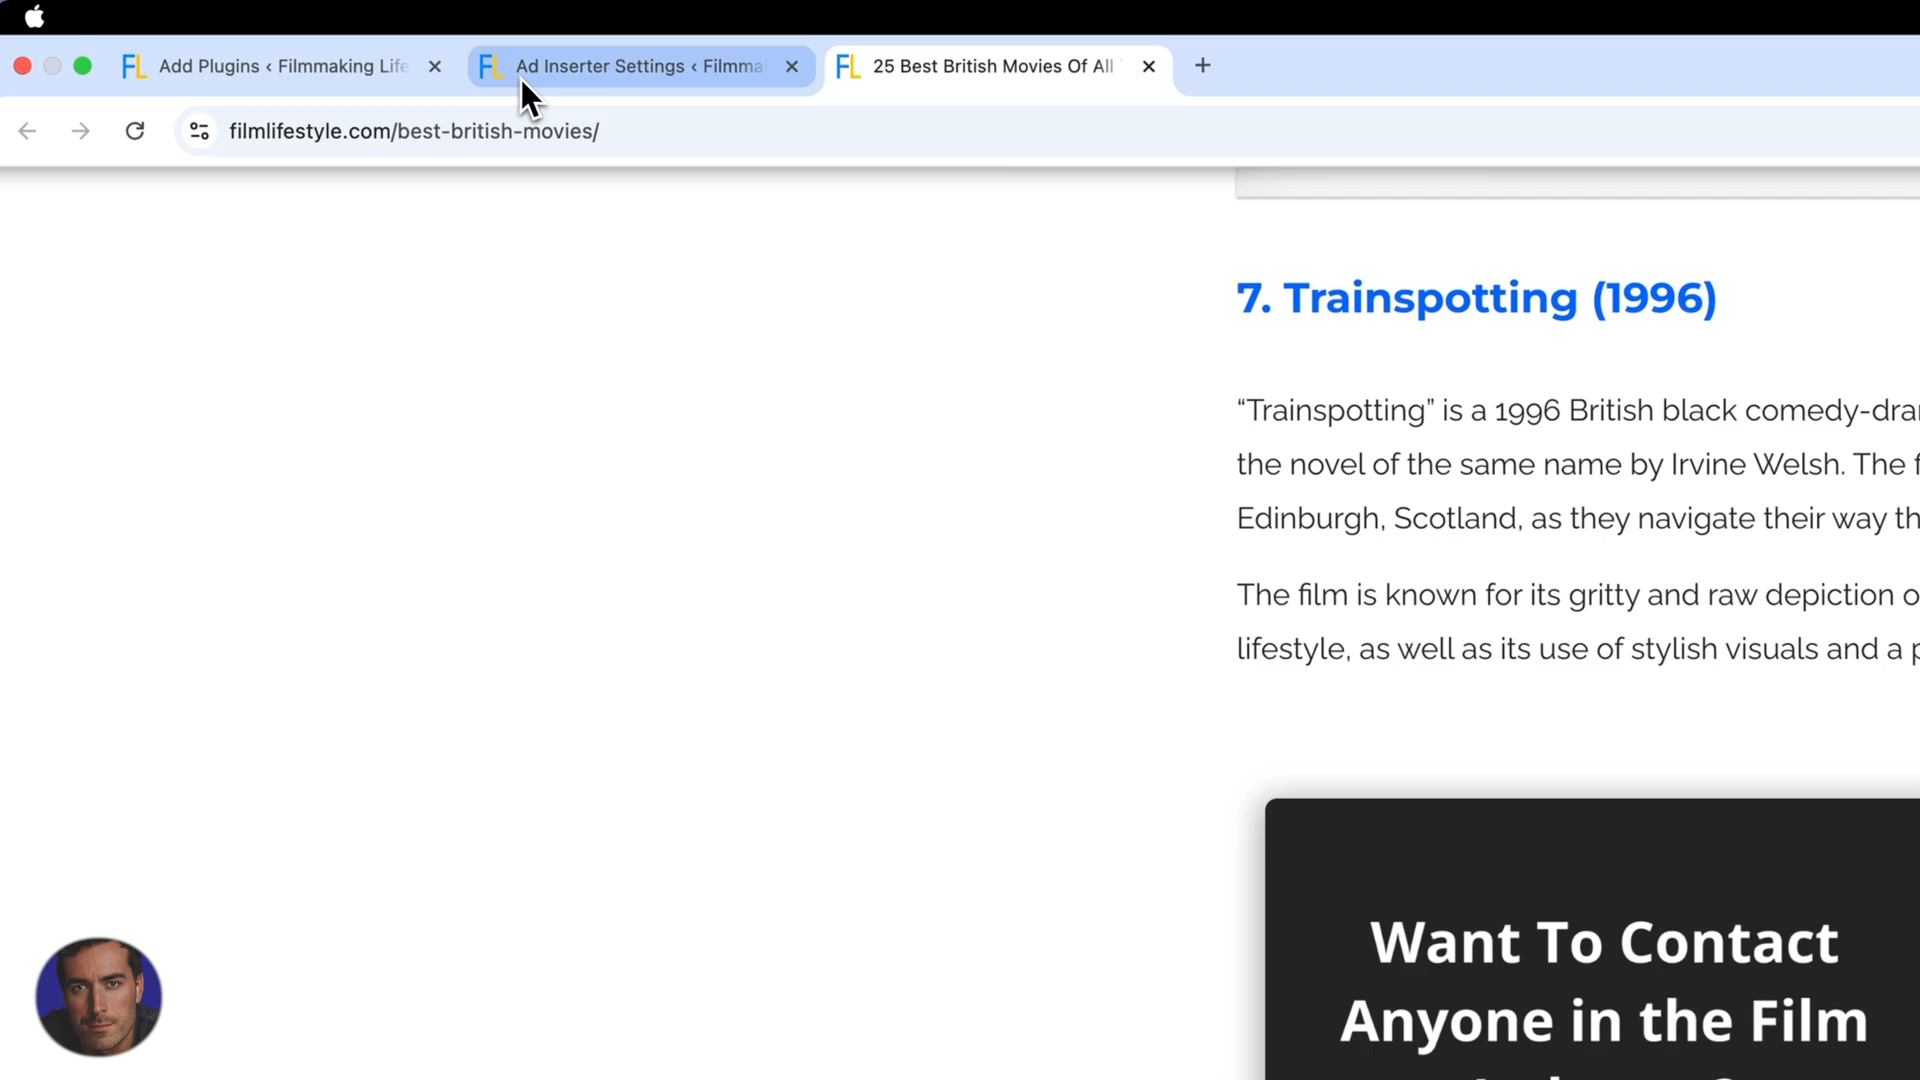 FL Add Plugins ‹ Filmmaking Life
FL Ad Inserter Settings ‹ Filmma
FL 25 Best British Movies Of All
filmlifestyle.com/best-british-movies/
7. Trainspotting (1996)
“Trainspotting” is a 1996 British black comedy-dra
the novel of the same name by Irvine Welsh. The f
Edinburgh, Scotland, as they navigate their way th
The film is known for its gritty and raw depiction o
lifestyle, as well as its use of stylish visuals and a p
Want To Contact
Anyone in the Film